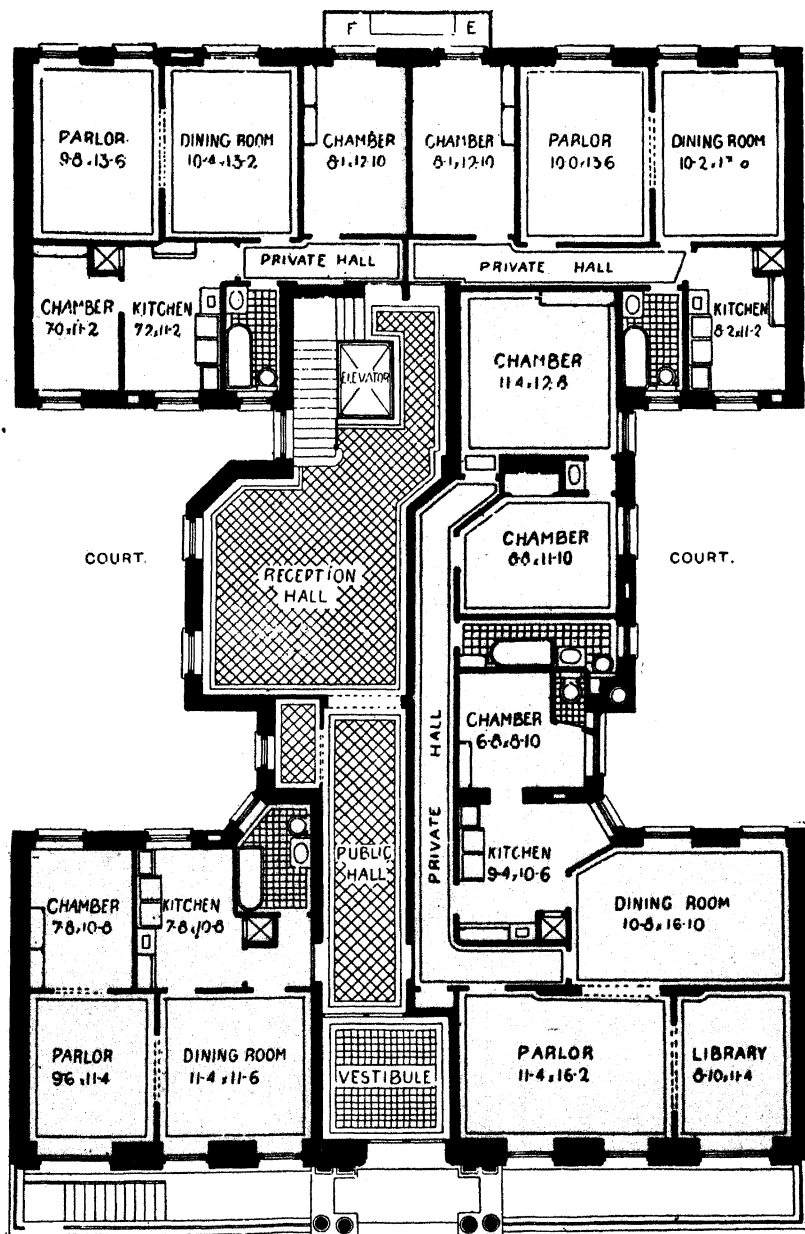 F E
PARLOR
9-8×13-6
DINING ROOM
10-4×13-2
CHAMBER
8-1×12-10
CHAMBER
8-1×12-10
PARLOR
10-0×13-6
DINING ROOM
10-2×
PRIVATE HALL
PRIVATE HALL
CHAMBER
7-0×11-2
KITCHEN
7-2×11-2
KITCHEN
8-2×11-2
ELEVATOR
CHAMBER
11-4×12-8
COURT.
RECEPTION
HALL
CHAMBER
8-8×11-10
COURT.
PRIVATE HALL
CHAMBER
6-8×8-10
PUBLIC
HALL
KITCHEN
9-4×10-6
CHAMBER
7-8×10-8
KITCHEN
7-8×10-8
DINING ROOM
10-8×16-10
PARLOR
9-6×11-4
DINING ROOM
11-4×11-6
VESTIBULE
PARLOR
11-4×16-2
LIBRARY
8-10×11-4